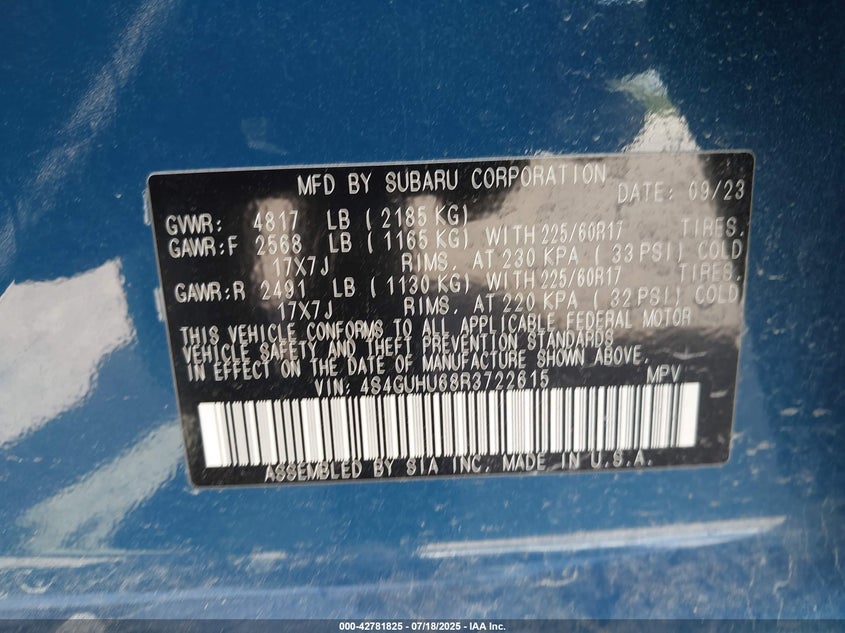 MFD BY SUBARU CORPORATION DATE: 09/23
GVWR: 4817 LB ( 2185 KG)
GAWR:F 2568 LB ( 1165 KG) WITH 225/60R17 TIRES.
17X7J RIMS. AT 230 KPA ( 33 PSI) COLD
GAWR:R 2491 LB ( 1130 KG) WITH 225/60R17 TIRES.
17X7J RIMS. AT 220 KPA ( 32 PSI) COLD
THIS VEHICLE CONFORMS TO ALL APPLICABLE FEDERAL MOTOR
VEHICLE SAFETY AND THEFT PREVENTION STANDARDS
IN EFFECT ON THE DATE OF MANUFACTURE SHOWN ABOVE.
VIN: 4S4GUHU68R3722615 MPV
ASSEMBLED BY SIA INC. MADE IN U.S.A.
000-42781825 / 07/18/2025 - IAA Inc.